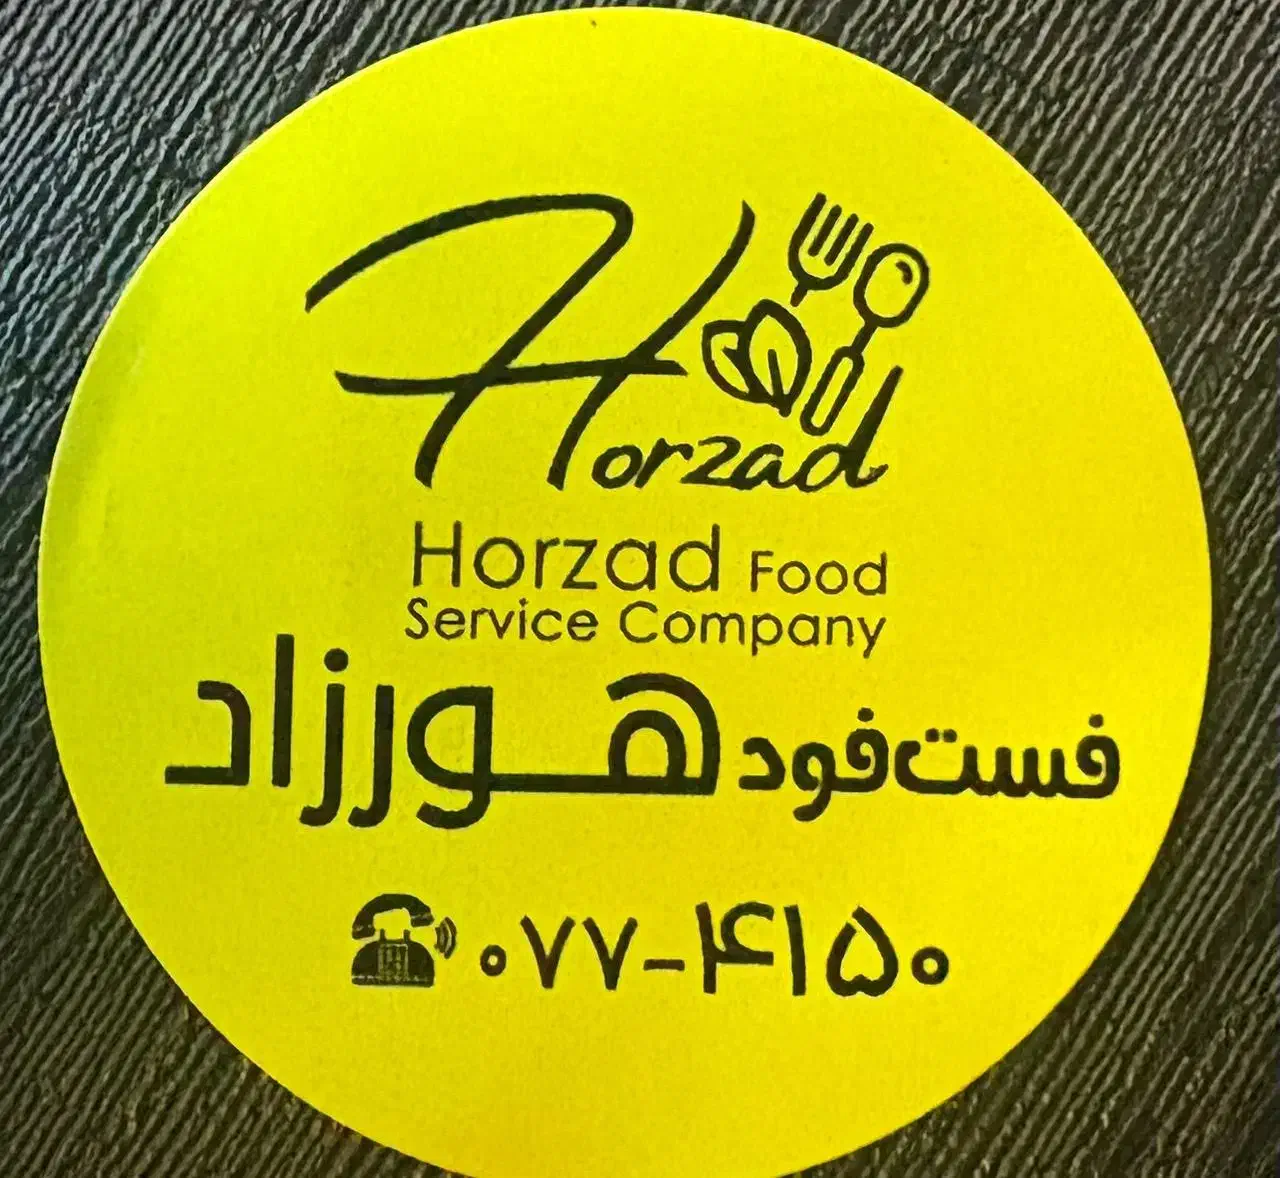 Horzad
Horzad Food
Service Company
فست‌فود هورزاد
۰۷۷-۴۱۵۰